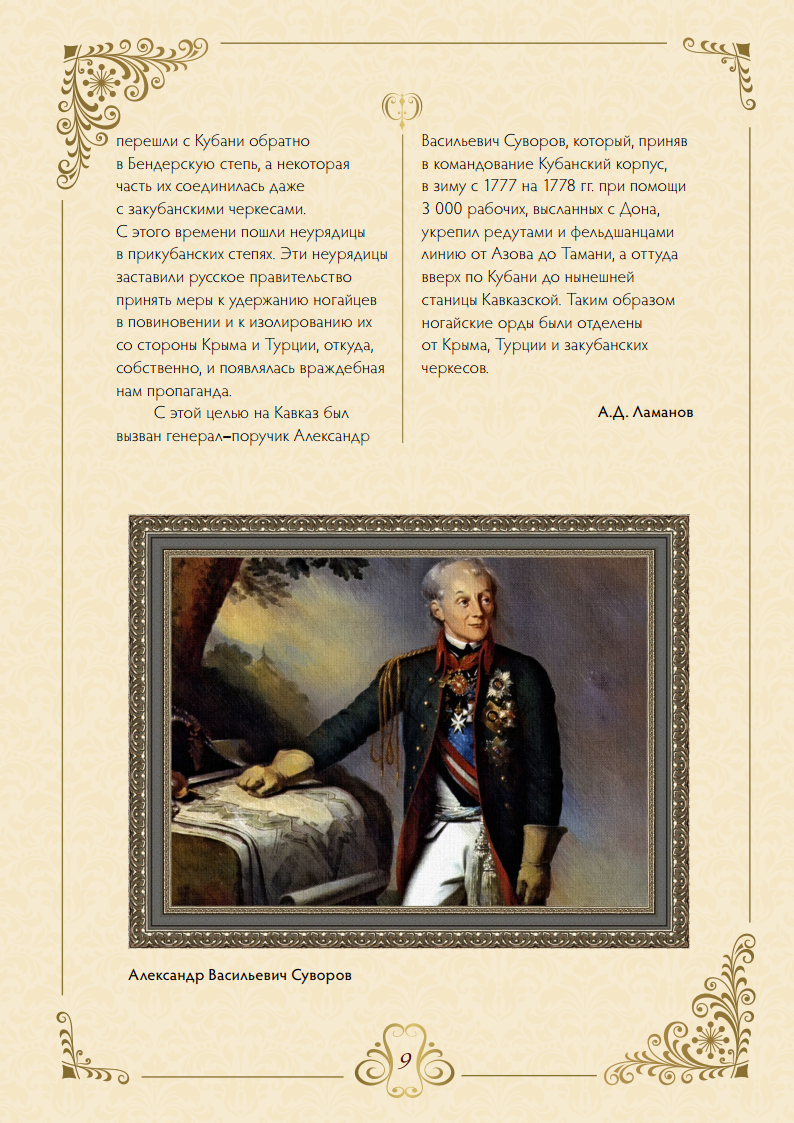 перешли с Кубани обратно
в Бендерскую степь, а некоторая
часть их соединилась даже
с закубанскими черкесами.
С этого времени пошли неурядицы
в прикубанских степях. Эти неурядицы
заставили русское правительство
принять меры к удержанию ногайцев
в повиновении и к изолированию их
со стороны Крыма и Турции, откуда,
собственно, и появлялась враждебная
нам пропаганда.
С этой целью на Кавказ был
вызван генерал–поручик Александр
Васильевич Суворов, который, приняв
в командование Кубанский корпус,
в зиму с 1777 на 1778 гг. при помощи
3 000 рабочих, высланных с Дона,
укрепил редутами и фельдшанцами
линию от Азова до Тамани, а оттуда
вверх по Кубани до нынешней
станицы Кавказской. Таким образом
ногайские орды были отделены
от Крыма, Турции и закубанских
черкесов.
А.Д. Ламанов
Александр Васильевич Суворов
9